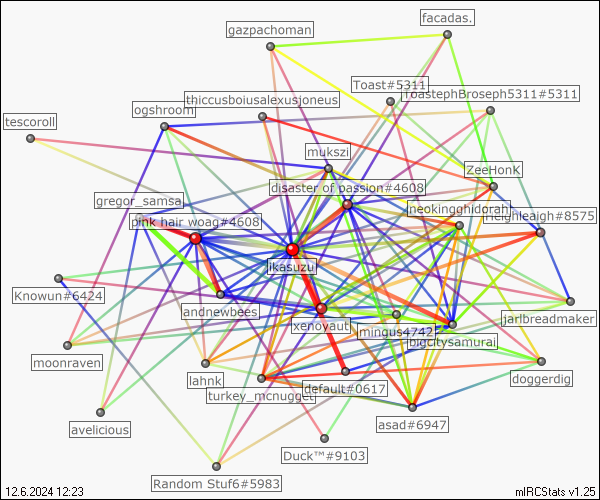 facadas.
gazpachoman
Toast#5311
ToastephBroseph5311#5311
thiccusboiusalexusjoneus
ogshroom
tescoroll
mukszi
ZeeHonK
disaster of passion#4608
gregor_samsa
neokingghidorah
pink hair woag#4608
ikasuzu
Knowun#6424
andnewbees
jarlbreadmaker
xenoyaut
mingus4742
bigcitysamurai
moonraven
lahnk
doggerdig
turkey_mcnugget
default#0617
avelicious
asad#6947
Duck™#9103
Random Stuf6#5983
12.6.2024 12:23
mIRCStats v1.25